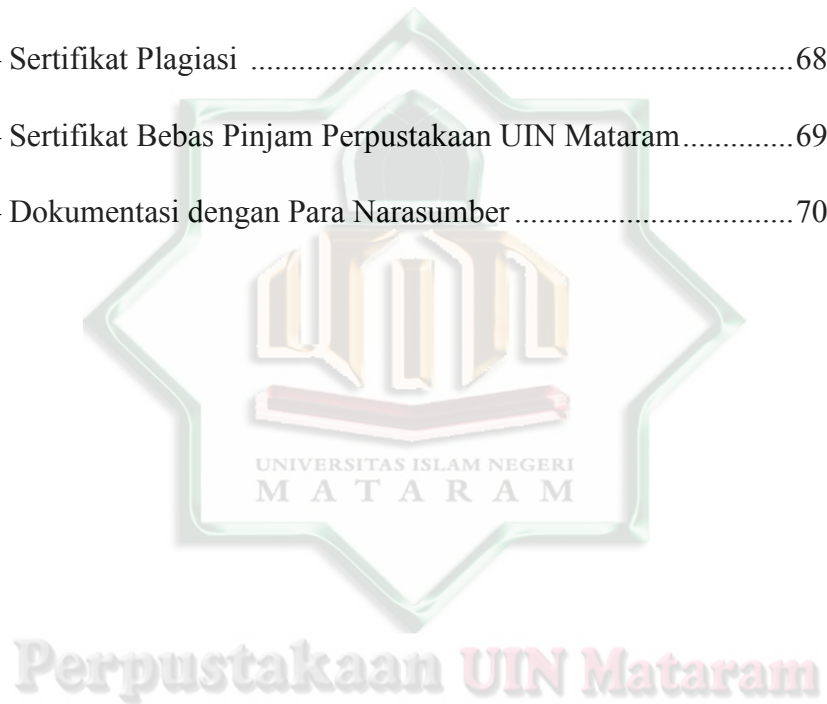 - Sertifikat Plagiasi ..................................................................68
- Sertifikat Bebas Pinjam Perpustakaan UIN Mataram.............69
- Dokumentasi dengan Para Narasumber..................................70
UNIVERSITAS ISLAM NEGERI
MATARAM
Perpustakaan UIN Mataram